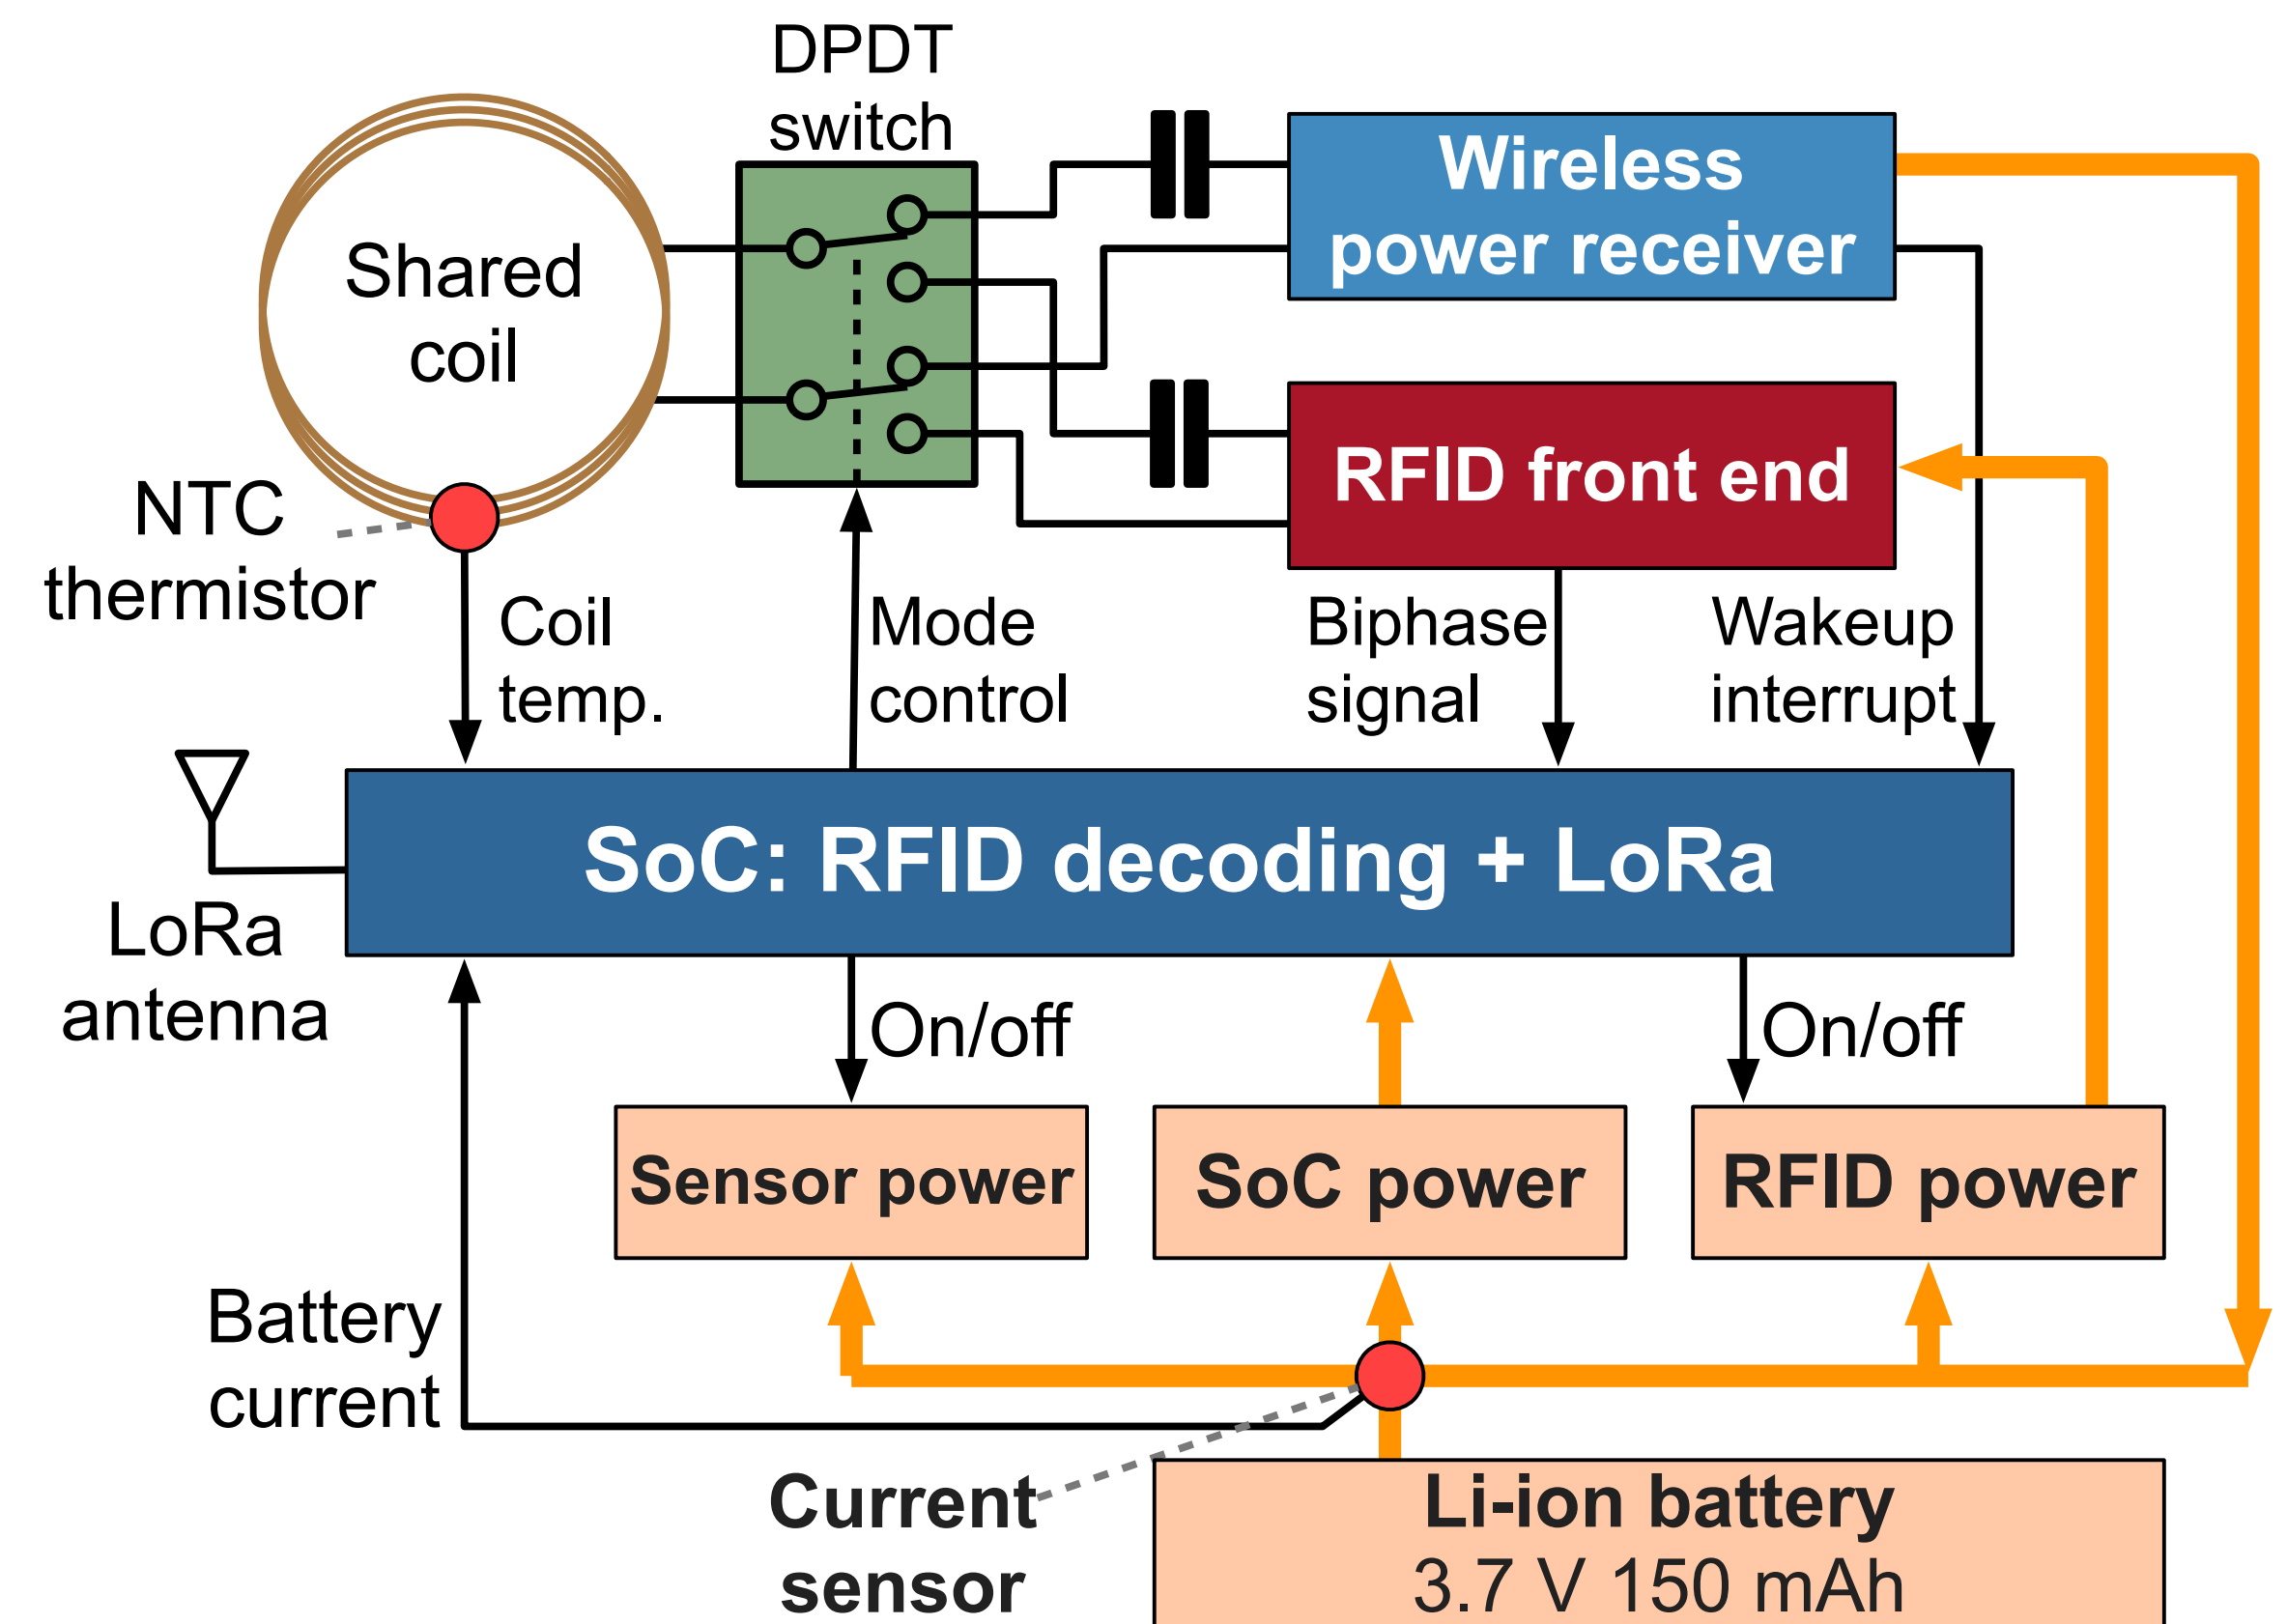 DPDT
switch
Shared
coil
Wireless
power receiver
RFID front end
NTC
thermistor
Coil
temp.
Mode
control
Biphase
signal
Wakeup
interrupt
SoC: RFID decoding + LoRa
LoRa
antenna
On/off
On/off
Sensor power
SoC power
RFID power
Battery
current
Current
sensor
Li-ion battery
3.7 V 150 mAh